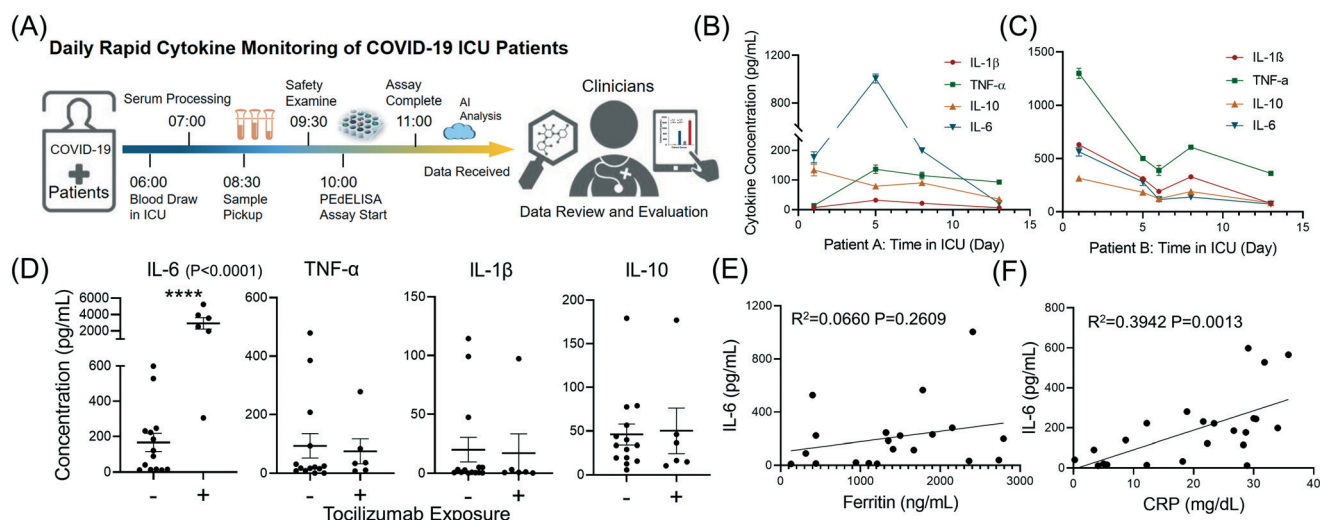 (A)
Daily Rapid Cytokine Monitoring of COVID-19 ICU Patients
COVID-19
Patients
Serum Processing
07:00
Safety
Examine
09:30
Assay
Complete
11:00
AI
Analysis
Data Received
06:00
Blood Draw
in ICU
08:30
Sample
Pickup
10:00
PEdELISA
Assay Start
Clinicians
Data Review and Evaluation
(B)
Cytokine Concentration (pg/mL)
1200
1000
800
600
400
200
100
0
0
5
10
15
IL-1β
TNF-α
IL-10
IL-6
Patient A: Time in ICU (Day)
(C)
1500
1000
500
0
0
5
10
15
IL-1ß
TNF-a
IL-10
IL-6
Patient B: Time in ICU (Day)
(D)
Concentration (pg/mL)
IL-6 (P<0.0001)
****
6000
4000
2000
600
400
200
0
- +
TNF-α
600
400
200
0
- +
IL-1β
150
100
50
0
- +
IL-10
200
150
100
50
0
- +
Tocilizumab Exposure
(E)
R²=0.0660 P=0.2609
IL-6 (pg/mL)
1200
800
400
0
0
1000
2000
3000
Ferritin (ng/mL)
(F)
R²=0.3942 P=0.0013
IL-6 (pg/mL)
800
600
400
200
0
0
10
20
30
40
CRP (mg/dL)